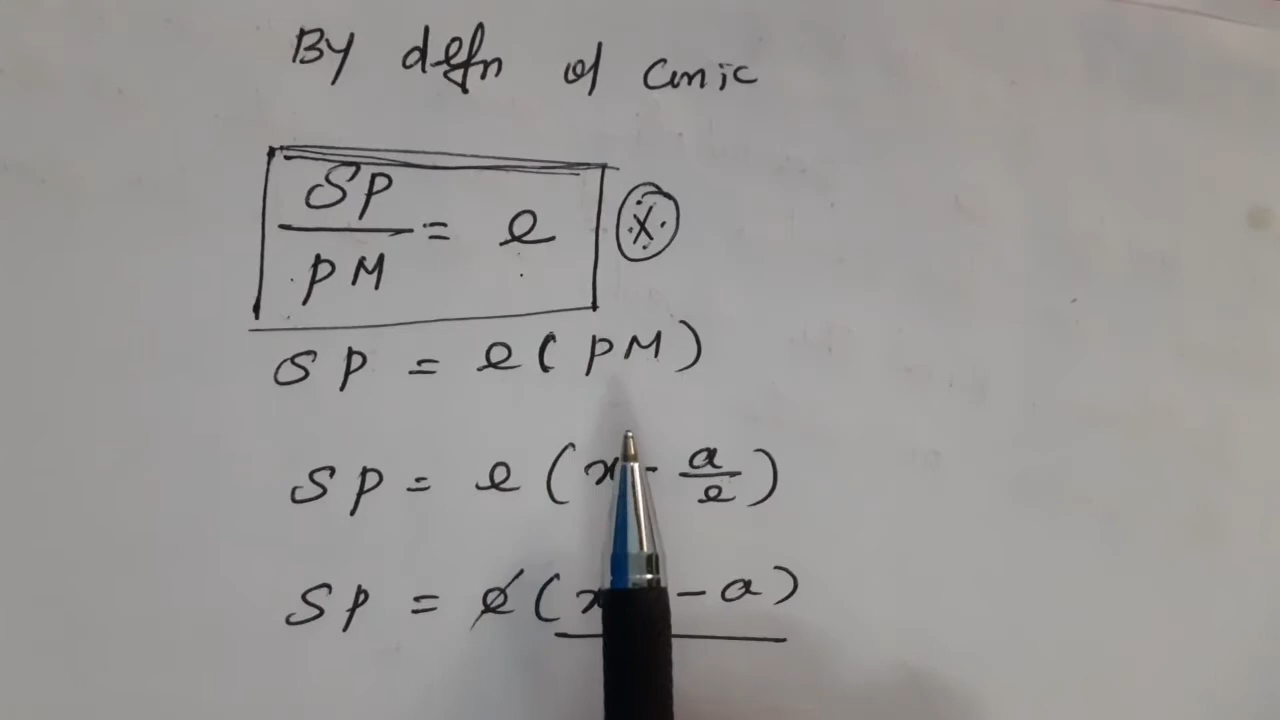 By defn of Conic
SP/PM = e (X)
SP = e(PM)
SP = e(x - a/e)
SP = e(x - a)